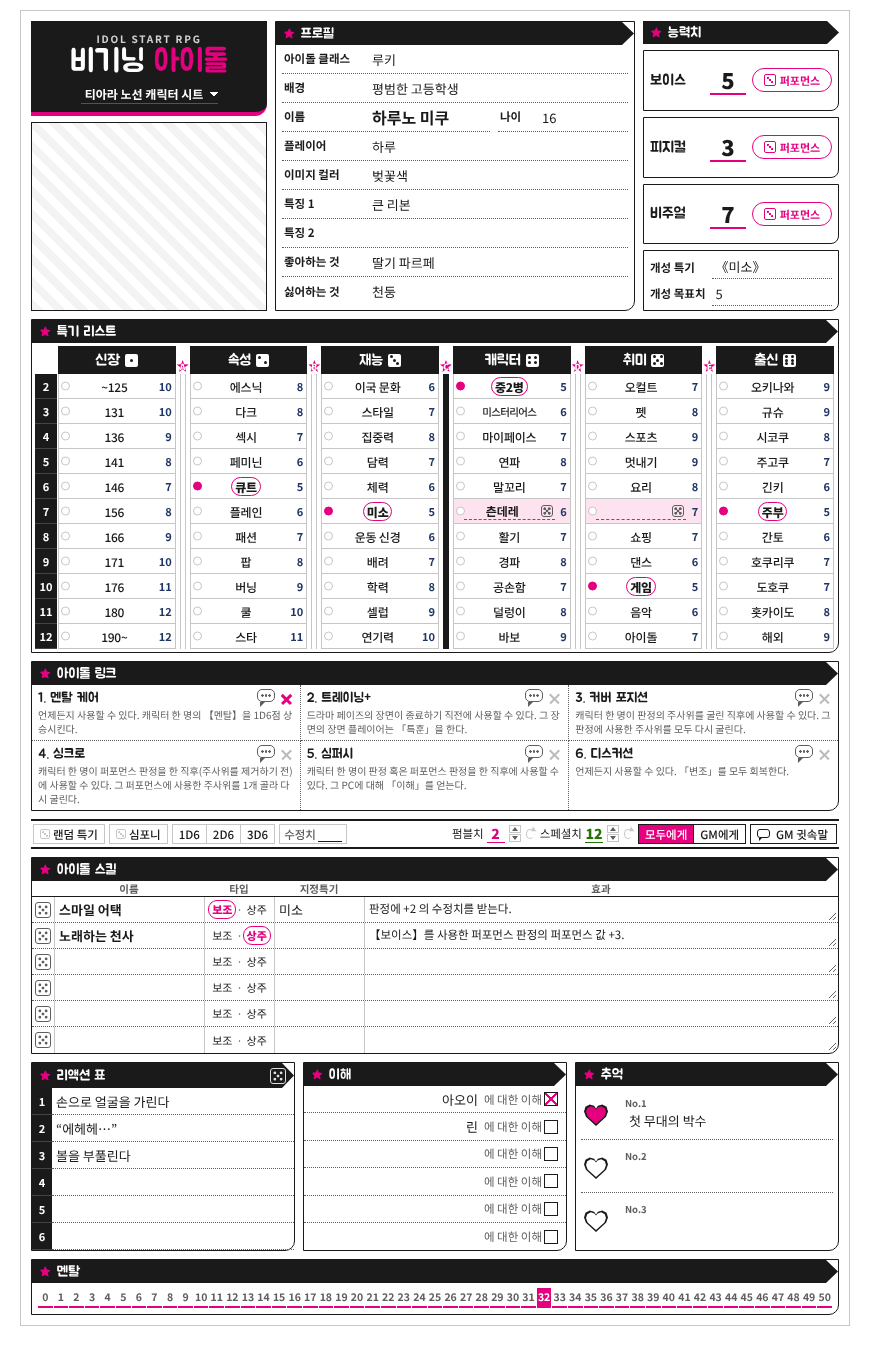 IDOL START RPG
비기닝 아이돌
티아라 노선 캐릭터 시트
프로필
아이돌 클래스 루키
배경 평범한 고등학생
이름 하루노 미쿠 나이 16
플레이어 하루
이미지 컬러 벚꽃색
특징 1 큰 리본
특징 2
좋아하는 것 딸기 파르페
싫어하는 것 천둥
능력치
보이스 5 퍼포먼스
피지컬 3 퍼포먼스
비주얼 7 퍼포먼스
개성 특기 《미소》
개성 목표치 5
특기 리스트
신장 속성 재능 캐릭터 취미 출신
2 ~125 10 에스닉 8 이국 문화 6 중2병 5 오컬트 7 오키나와 9
3 131 10 다크 8 스타일 7 미스터리어스 6 펫 8 규슈 9
4 136 9 섹시 7 집중력 8 마이페이스 7 스포츠 9 시코쿠 8
5 141 8 페미닌 6 담력 7 연파 8 멋내기 9 주고쿠 7
6 146 7 큐트 5 체력 6 말꼬리 7 요리 8 긴키 6
7 156 8 플레인 6 미소 5 츤데레 6 7 주부 5
8 166 9 패션 7 운동 신경 6 활기 7 쇼핑 7 간토 6
9 171 10 팝 8 배려 7 경파 8 댄스 6 호쿠리쿠 7
10 176 11 버닝 9 학력 8 공손함 7 게임 5 도호쿠 7
11 180 12 쿨 10 셀럽 9 덜렁이 8 음악 6 홋카이도 8
12 190~ 12 스타 11 연기력 10 바보 9 아이돌 7 해외 9
아이돌 링크
1. 멘탈 케어
언제든지 사용할 수 있다. 캐릭터 한 명의 【멘탈】을 1D6점 상
승시킨다.
2. 트레이닝+
드라마 페이즈의 장면이 종료하기 직전에 사용할 수 있다. 그 장
면의 장면 플레이어는 「특훈」을 한다.
3. 커버 포지션
캐릭터 한 명이 판정의 주사위를 굴린 직후에 사용할 수 있다. 그
판정에 사용한 주사위를 모두 다시 굴린다.
4. 싱크로
캐릭터 한 명이 퍼포먼스 판정을 한 직후(주사위를 제거하기 전)
에 사용할 수 있다. 그 퍼포먼스에 사용한 주사위를 1개 골라 다
시 굴린다.
5. 심퍼시
캐릭터 한 명이 판정 혹은 퍼포먼스 판정을 한 직후에 사용할 수
있다. 그 PC에 대해 「이해」를 얻는다.
6. 디스커션
언제든지 사용할 수 있다. 「변조」를 모두 회복한다.
랜덤 특기 심포니 1D6 2D6 3D6 수정치 펌블치 2 스페셜치 12 모두에게 GM에게 GM 귓속말
아이돌 스킬
이름 타입 지정특기 효과
스마일 어택 보조 · 상주 미소 판정에 +2 의 수정치를 받는다.
노래하는 천사 보조 · 상주 【보이스】를 사용한 퍼포먼스 판정의 퍼포먼스 값 +3.
보조 · 상주
보조 · 상주
보조 · 상주
보조 · 상주
리액션 표
1 손으로 얼굴을 가린다
2 “에헤헤…”
3 볼을 부풀린다
4
5
6
이해
아오이 에 대한 이해
린 에 대한 이해
에 대한 이해
에 대한 이해
에 대한 이해
에 대한 이해
추억
No.1
첫 무대의 박수
No.2
No.3
멘탈
0 1 2 3 4 5 6 7 8 9 10 11 12 13 14 15 16 17 18 19 20 21 22 23 24 25 26 27 28 29 30 31 32 33 34 35 36 37 38 39 40 41 42 43 44 45 46 47 48 49 50